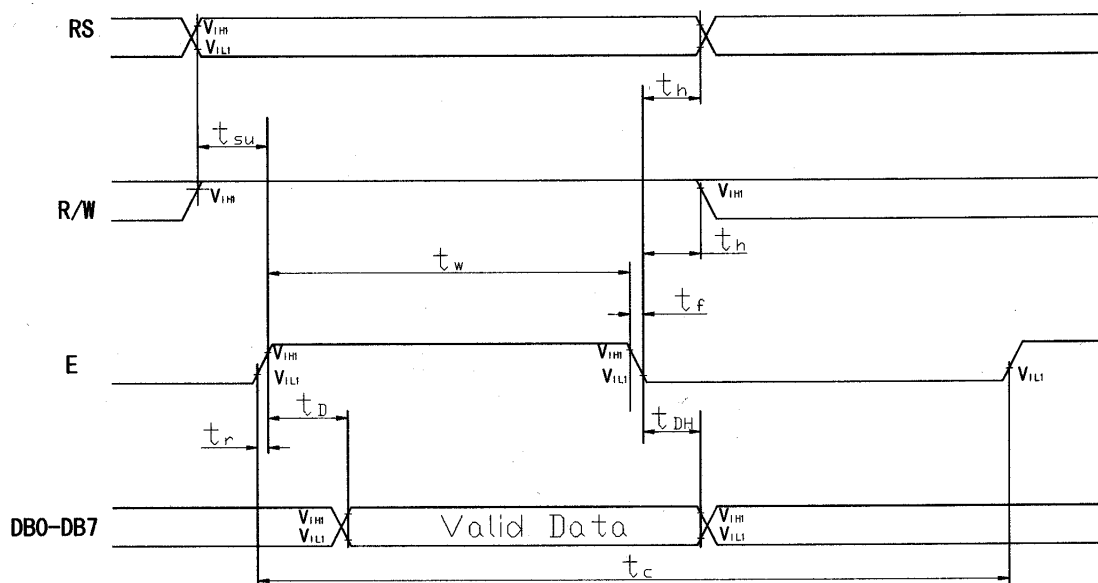 RS
VIH1
VIL1
th
tsu
VIH1
VIH1
R/W
th
tw
tf
VIH1
VIH1
E
VIL1
VIL1
VIL1
tD
tDH
tr
VIH1
VIH1
DB0-DB7
Valid Data
VIL1
VIL1
tc